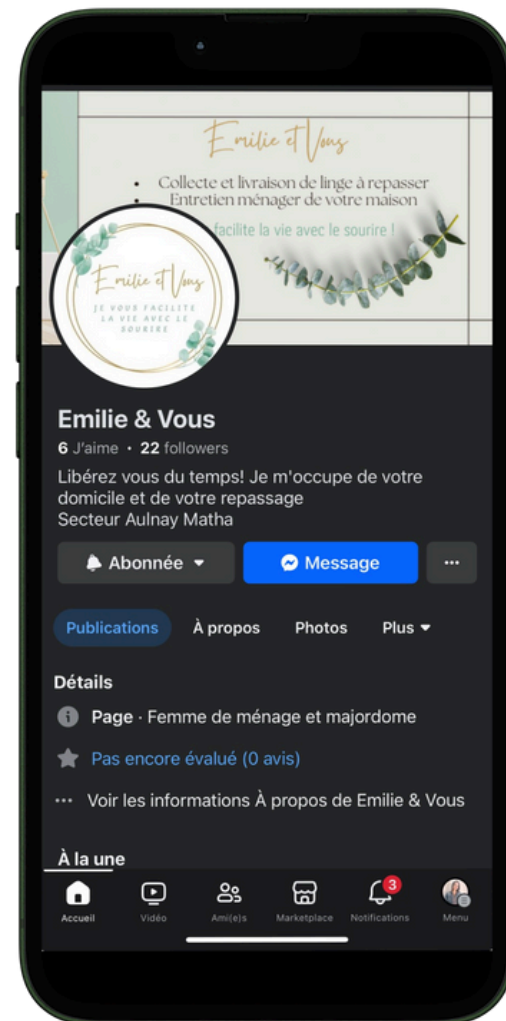 Emilie et Vous
• Collecte et livraison de linge à repasser
• Entretien ménager de votre maison
facilite la vie avec le sourire !
Emilie et Vous
JE VOUS FACILITE
LA VIE AVEC LE
SOURIRE
Emilie & Vous
6 J'aime • 22 followers
Libérez vous du temps! Je m'occupe de votre
domicile et de votre repassage
Secteur Aulnay Matha
Abonnée
Message
Publications À propos Photos Plus
Détails
Page · Femme de ménage et majordome
Pas encore évalué (0 avis)
Voir les informations À propos de Emilie & Vous
À la une
3
Accueil Vidéo Ami(e)s Marketplace Notifications Menu